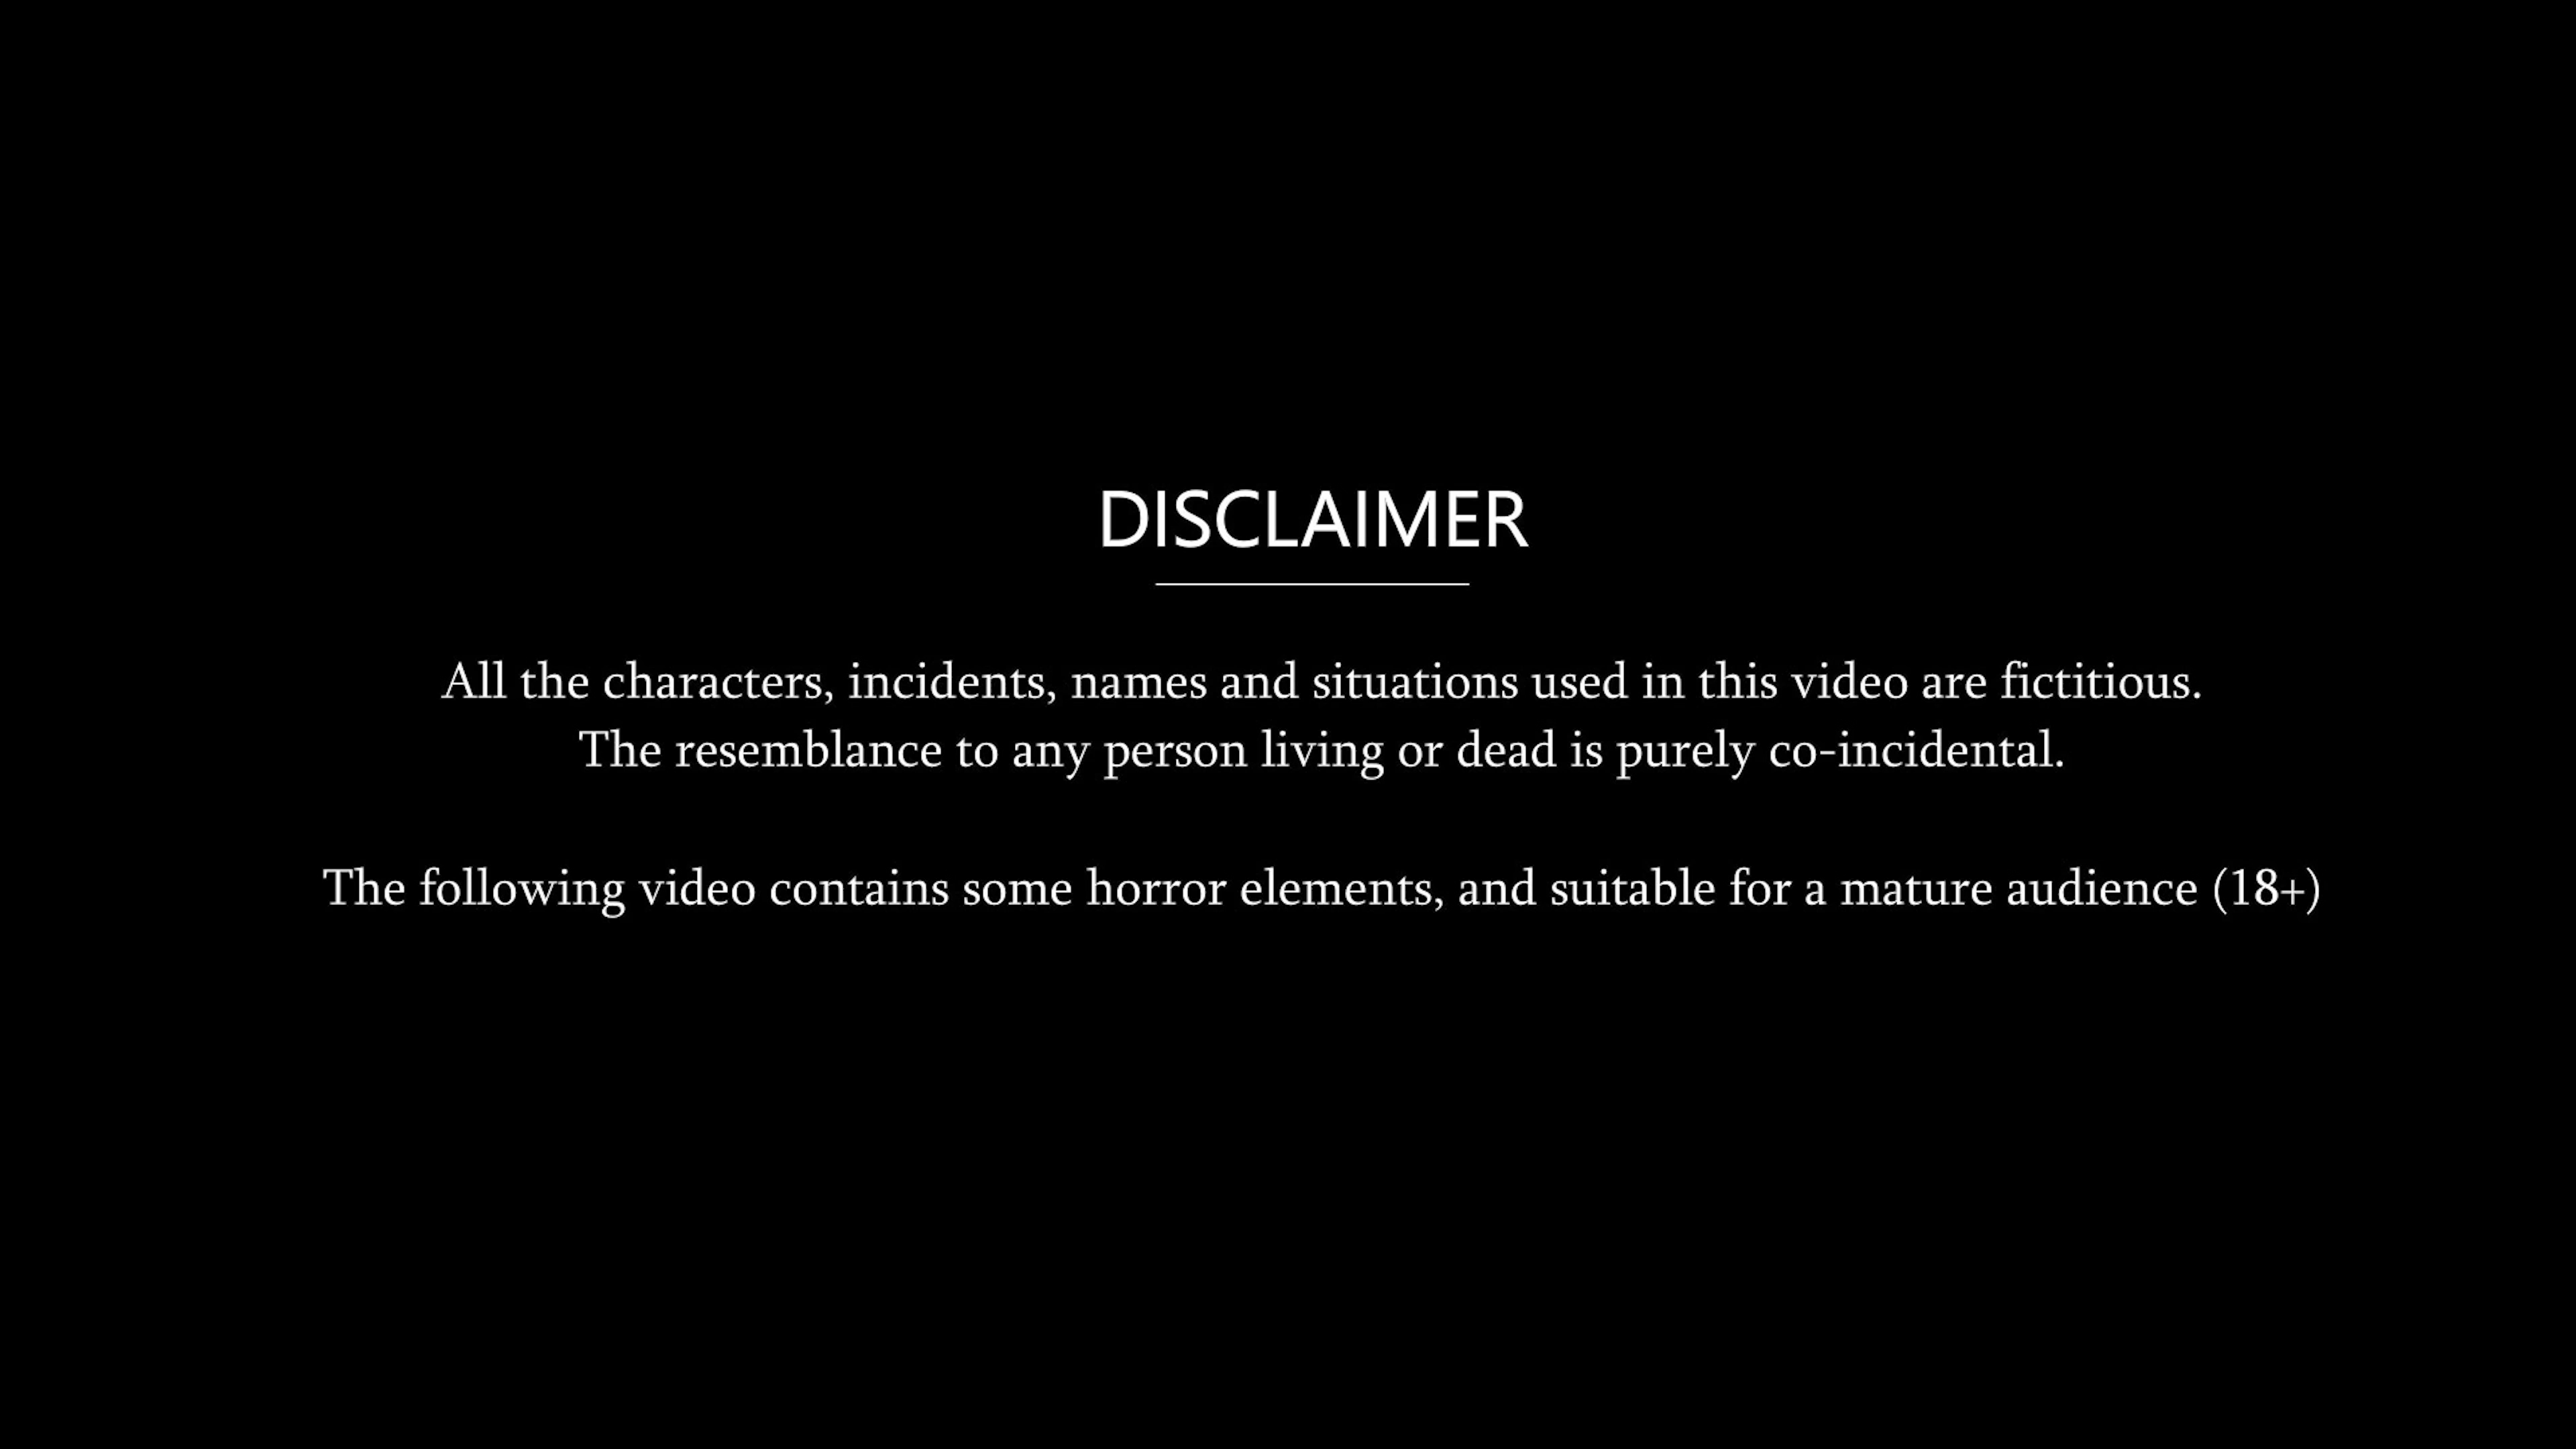 DISCLAIMER
All the characters, incidents, names and situations used in this video are fictitious.
The resemblance to any person living or dead is purely co-incidental.
The following video contains some horror elements, and suitable for a mature audience (18+)